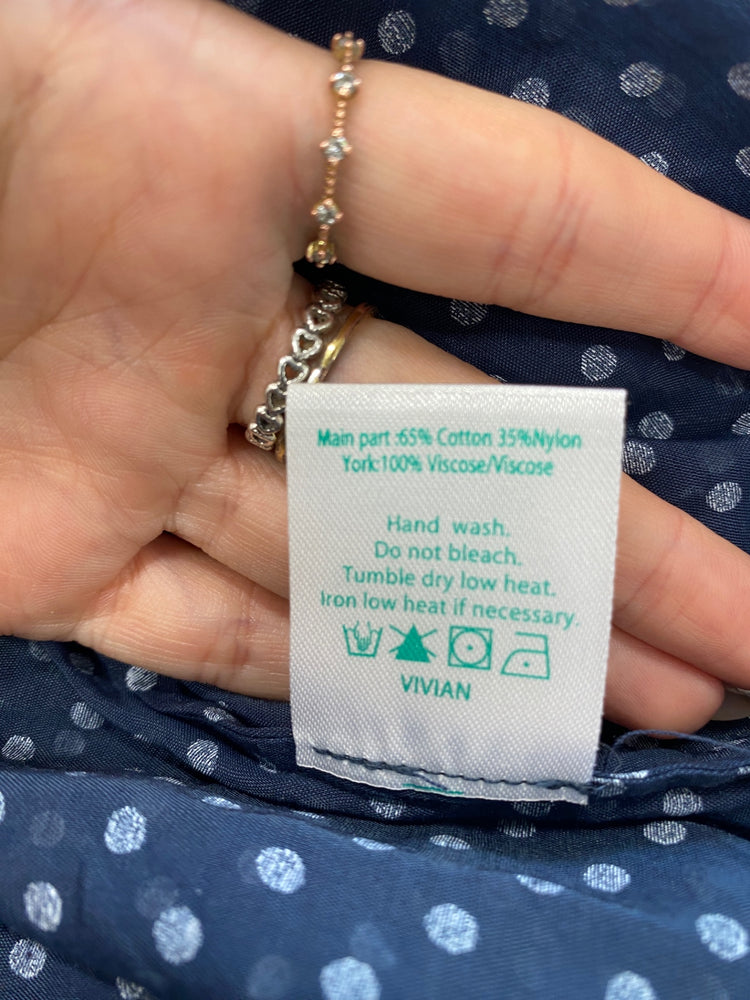 Main part :65% Cotton 35%Nylon
York:100% Viscose/Viscose
Hand wash.
Do not bleach.
Tumble dry low heat.
Iron low heat if necessary.
VIVIAN